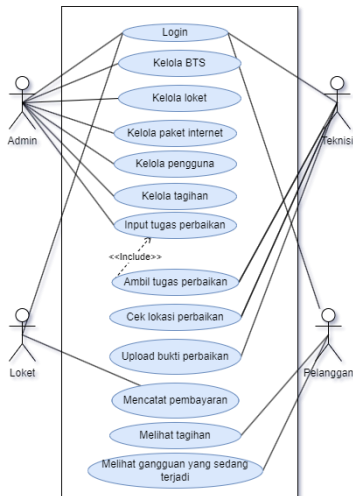 Login
Kelola BTS
Kelola loket
Admin
Teknisi
Kelola paket internet
Kelola pengguna
Kelola tagihan
Input tugas perbaikan
<<Include>>
Ambil tugas perbaikan
Cek lokasi perbaikan
Upload bukti perbaikan
Loket
Pelanggan
Mencatat pembayaran
Melihat tagihan
Melihat gangguan yang sedang
terjadi